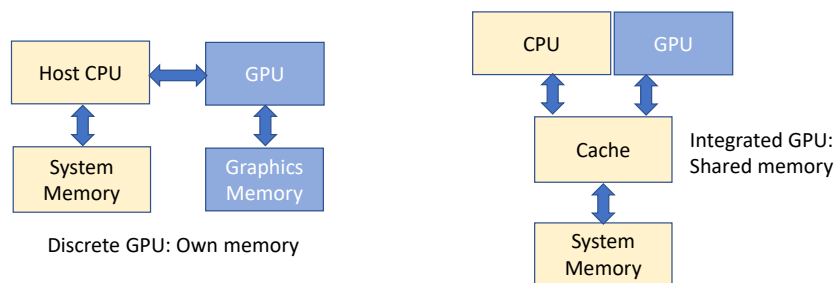 Host CPU
GPU
System
Memory
Graphics
Memory
Discrete GPU: Own memory
CPU
GPU
Cache
Integrated GPU:
Shared memory
System
Memory